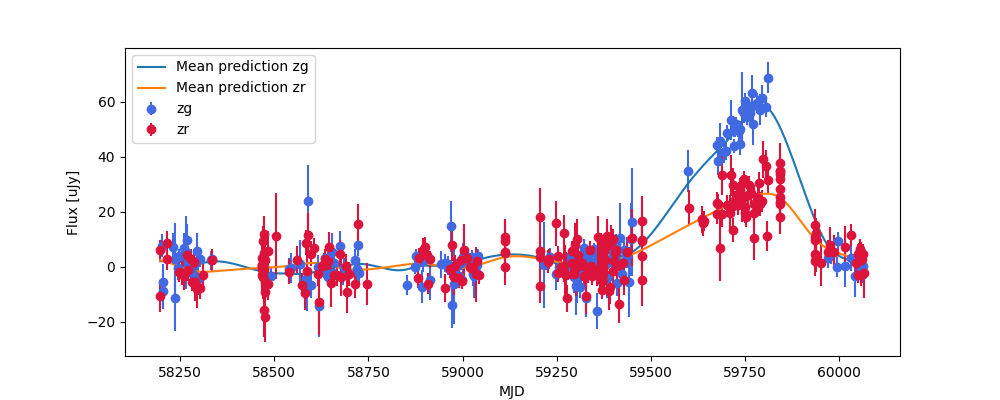 Mean prediction zg
Mean prediction zr
zg
zr
Flux [uJy]
60
40
20
0
−20
58250 58500 58750 59000 59250 59500 59750 60000
MJD